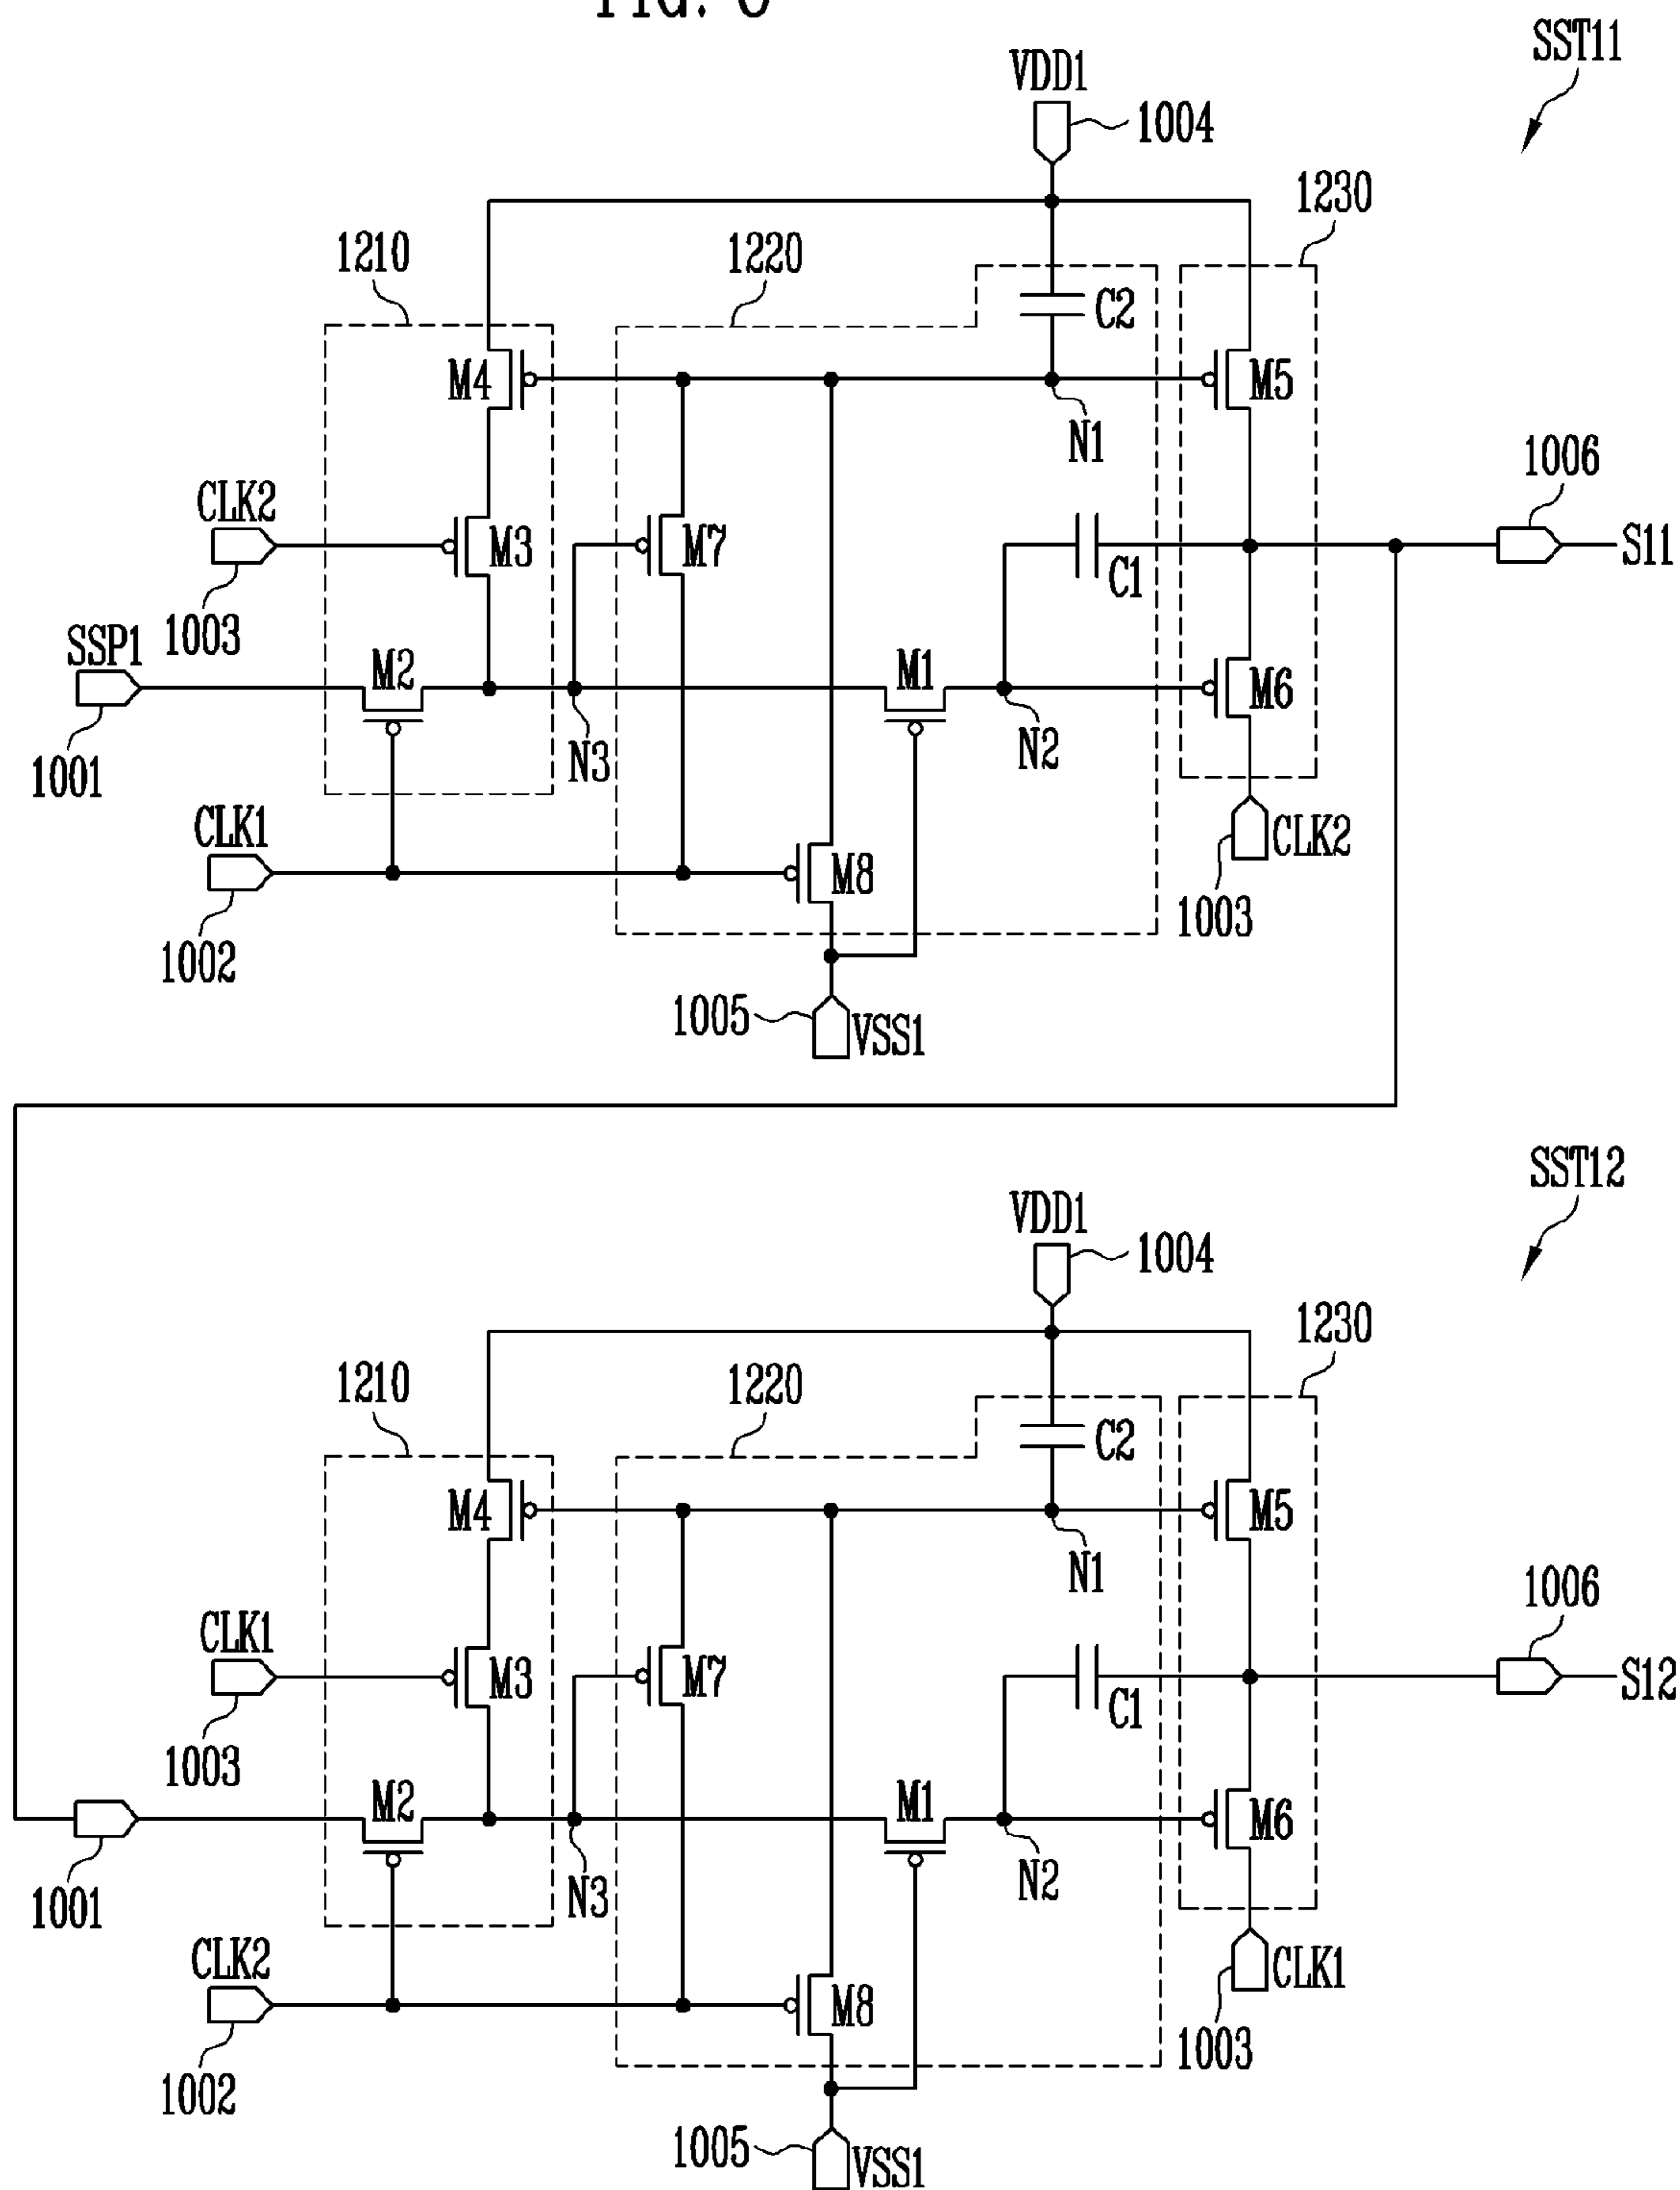 SST11
VDD1
1004
1230
1210
1220
C2
M4
M5
N1
CLK2
1006
M3
M7
C1
S11
1003
SSP1
M2
M1
M6
N3
N2
1001
CLK1
M8
CLK2
1003
1002
1005
VSS1
SST12
VDD1
1004
1230
1210
1220
C2
M4
M5
N1
1006
CLK1
M3
M7
S12
C1
1003
M2
M1
M6
N3
N2
1001
CLK2
M8
CLK1
1003
1002
1005
VSS1